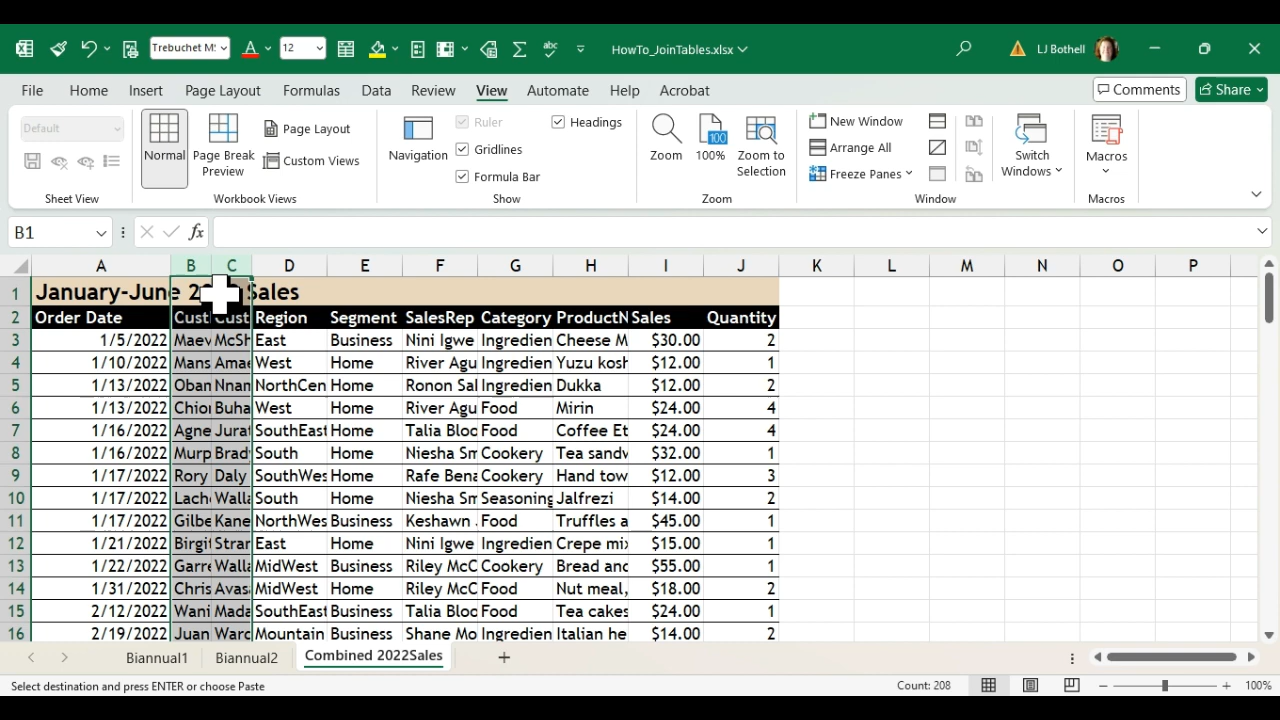 Trebuchet M! 12 HowTo_JoinTables.xlsx LJ Bothell
File Home Insert Page Layout Formulas Data Review View Automate Help Acrobat Comments Share
Default
Normal Page Break Preview Page Layout Custom Views
Navigation Ruler Gridlines Formula Bar Headings
Zoom 100 100% Zoom to Selection
New Window Arrange All Freeze Panes Switch Windows Macros
Sheet View Workbook Views Show Zoom Window Macros
B1 fx
A B C D E F G H I J K L M N O P
1 January-June Sales
2 Order Date Cust Cust Region Segment SalesRep Category ProductN Sales Quantity
3 1/5/2022 Maev McSh East Business Nini Igwe Ingredien Cheese M $30.00 2
4 1/10/2022 Mans Amae West Home River Agu Ingredien Yuzu kosh $12.00 1
5 1/13/2022 Oban Nnam NorthCen Home Ronon Sal Ingredien Dukka $12.00 2
6 1/13/2022 Chior Buha West Home River Agu Food Mirin $24.00 4
7 1/16/2022 Agne Jurat SouthEast Home Talia Bloo Food Coffee Et $24.00 4
8 1/16/2022 Murp Brad South Home Niesha Sm Cookery Tea sandv $32.00 1
9 1/17/2022 Rory Daly SouthWes Home Rafe Bena Cookery Hand tow $12.00 3
10 1/17/2022 Lach Walla South Home Niesha Sm Seasoning Jalfrezi $14.00 2
11 1/17/2022 Gilbe Kane NorthWes Business Keshawn Food Truffles a $45.00 1
12 1/21/2022 Birgit Stran East Home Nini Igwe Ingredien Crepe mix $15.00 1
13 1/22/2022 Garre Walla MidWest Business Riley McC Cookery Bread and $55.00 1
14 1/31/2022 Chris Avas MidWest Home Riley McC Food Nut meal, $18.00 2
15 2/12/2022 Wani Mada SouthEast Business Talia Bloo Food Tea cakes $24.00 1
16 2/19/2022 Juan Ward Mountain Business Shane Mo Ingredien Italian he $14.00 2
Biannual1 Biannual2 Combined 2022Sales
Select destination and press ENTER or choose Paste Count: 208 100%